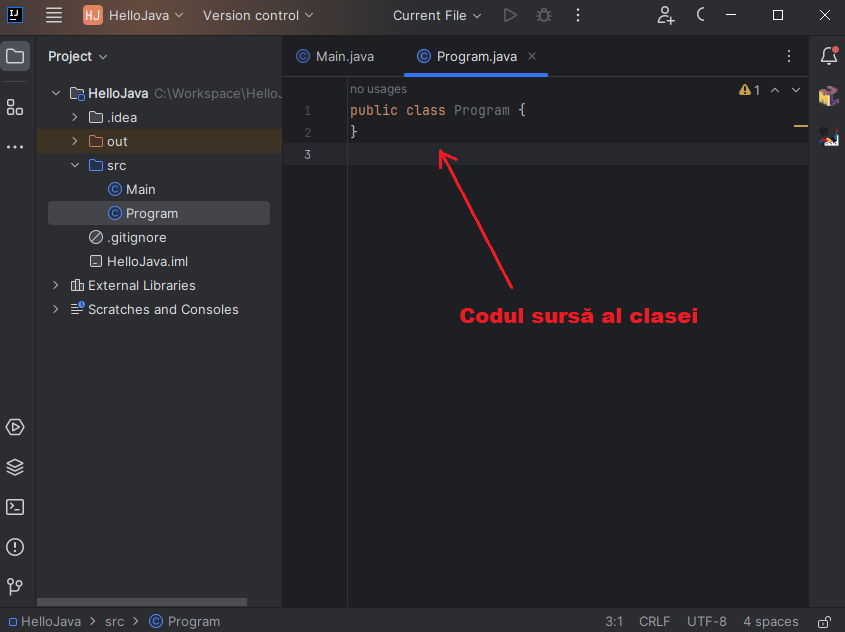 IJ
HJ HelloJava
Version control
Current File
Project
Main.java
Program.java
HelloJava C:\Workspace\HelloJ
.idea
out
src
Main
Program
.gitignore
HelloJava.iml
External Libraries
Scratches and Consoles
no usages
1
1 public class Program {
2 }
3
Codul sursă al clasei
HelloJava > src > Program
3:1 CRLF UTF-8 4 spaces